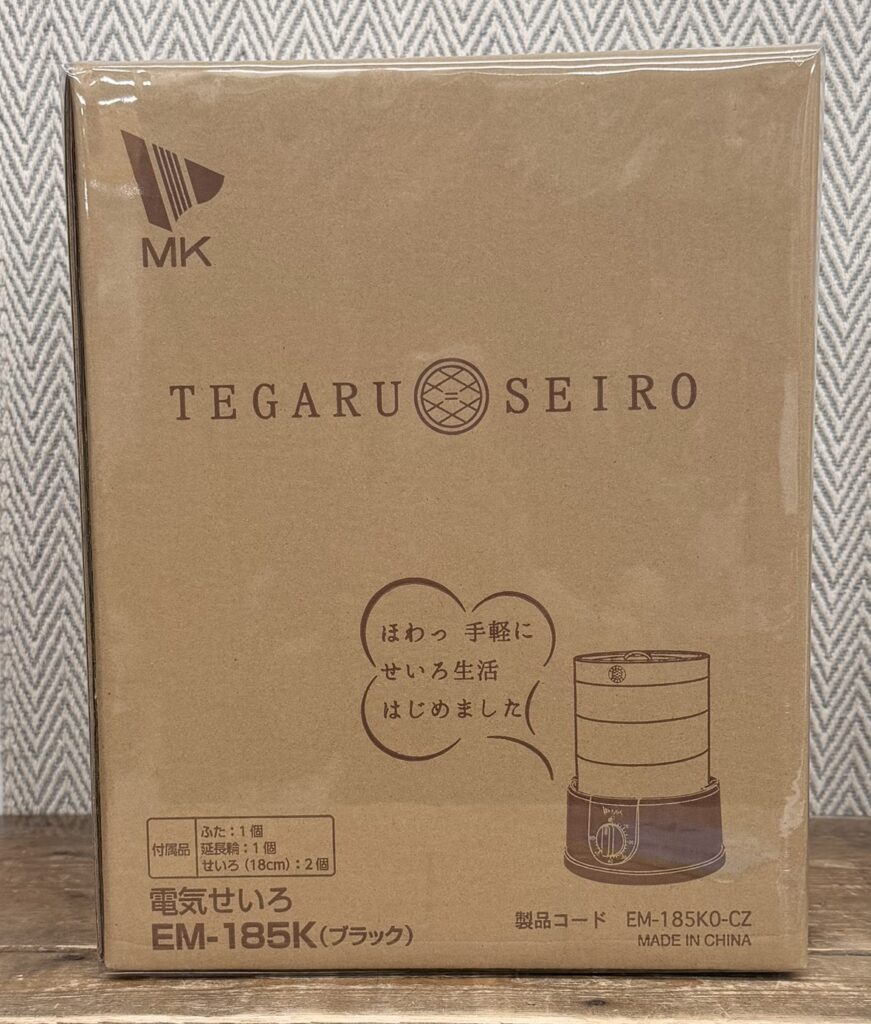 MK
TEGARU SEIRO
ほわっ 手軽に
せいろ生活
はじめました
付属品
ふた：1個
延長輪：1個
せいろ（18cm）：2個
電気せいろ
EM-185K（ブラック）
製品コード EM-185K0-CZ
MADE IN CHINA